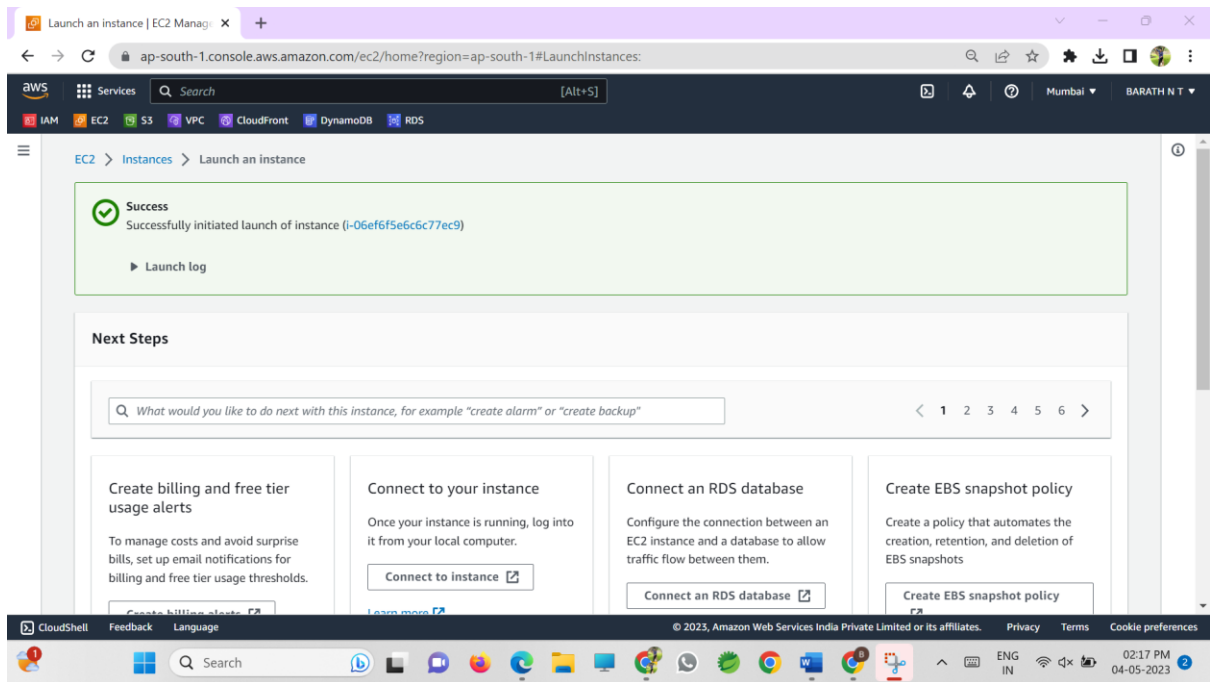 Launch an instance | EC2 Manage
ap-south-1.console.aws.amazon.com/ec2/home?region=ap-south-1#LaunchInstances:
aws
Services
Search
[Alt+S]
Mumbai
BARATH N T
IAM
EC2
S3
VPC
CloudFront
DynamoDB
RDS
EC2 > Instances > Launch an instance
Success
Successfully initiated launch of instance (i-06ef6f5e6c6c77ec9)
Launch log
Next Steps
What would you like to do next with this instance, for example "create alarm" or "create backup"
1 2 3 4 5 6
Create billing and free tier
usage alerts
To manage costs and avoid surprise
bills, set up email notifications for
billing and free tier usage thresholds.
Create billing alerts
Connect to your instance
Once your instance is running, log into
it from your local computer.
Connect to instance
Learn more
Connect an RDS database
Configure the connection between an
EC2 instance and a database to allow
traffic flow between them.
Connect an RDS database
Create EBS snapshot policy
Create a policy that automates the
creation, retention, and deletion of
EBS snapshots
Create EBS snapshot policy
CloudShell
Feedback
Language
© 2023, Amazon Web Services India Private Limited or its affiliates.
Privacy
Terms
Cookie preferences
1
Search
B
ENG
IN
02:17 PM
04-05-2023
2